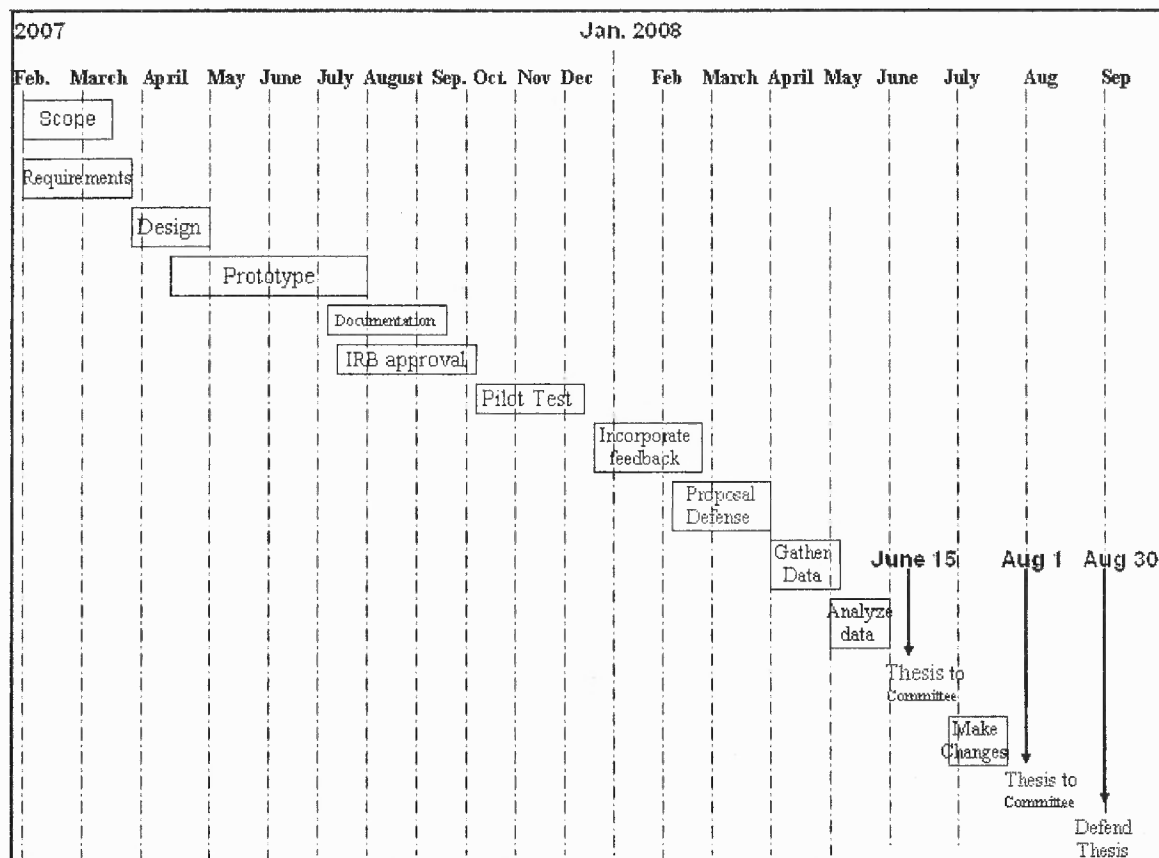 2007 Jan. 2008
Feb. March April May June July August Sep. Oct. Nov Dec Feb March April May June July Aug Sep
Scope
Requirements
Design
Prototype
Documentation
IRB approval
Pilot Test
Incorporate
feedback
Proposal
Defense
Gather
Data
June 15 Aug 1 Aug 30
Analyze
data
Thesis to
Committee
Make
Changes
Thesis to
Committee
Defend
Thesis